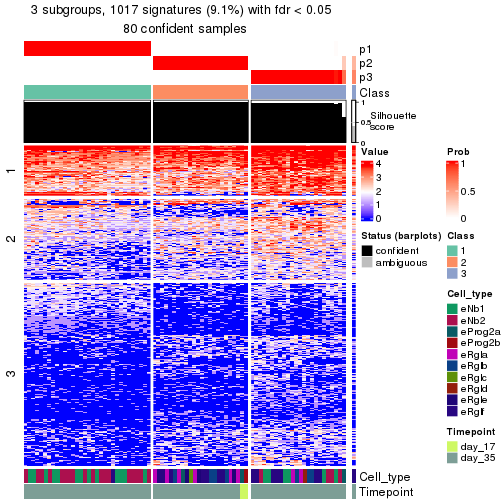 3 subgroups, 1017 signatures (9.1%) with fdr < 0.05
80 confident samples
p1
p2
p3
Class
1
0.5
0
Silhouette
score
1
2
3
Cell_type
Timepoint
Value
4
3
2
1
0
Prob
1
0.5
0
Status (barplots)
confident
ambiguous
Class
1
2
3
Cell_type
eNb1
eNb2
eProg2a
eProg2b
eRgla
eRglb
eRglc
eRgld
eRgle
eRglf
Timepoint
day_17
day_35